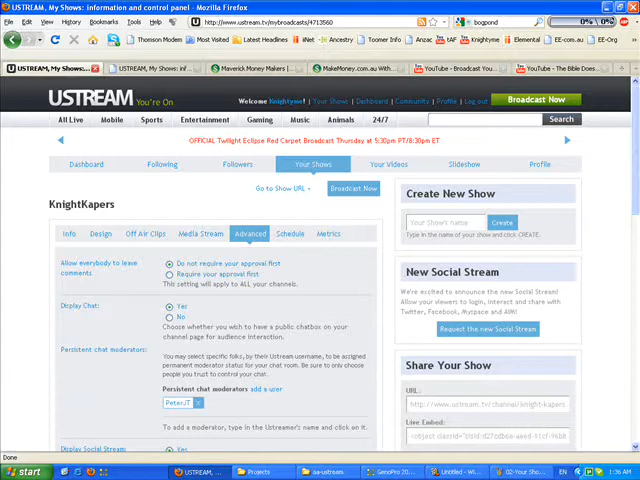 USTREAM, My Shows: information and control panel - Mozilla Firefox
File Edit View History Bookmarks Tools Help
http://www.ustream.tv/mybroadcasts/4713560
bogpond
0% \ 0%
Thomson Modem Most Visited Latest Headlines iiNet Ancestry Google Translate Anzac taf Knightyme Elemental EE-com.au EE-Org
USTREAM, My Shows:...
USTREAM, My Shows: inf...
Maverick Money Makers |...
MakeMoney.com.au With...
YouTube - Broadcast You...
YouTube - The Bible Does...
USTREAM You're On
Welcome Knightyme! | Your Shows | Dashboard | Community | Profile | Log out
Broadcast Now
All Live Mobile Sports Entertainment Gaming Music Animals 24/7
Search
OFFICIAL Twilight Eclipse Red Carpet Broadcast Thursday at 5:30pm PT/8:30pm ET
Dashboard Following Followers Your Shows Your Videos Slideshow Profile
Go to Show URL
Broadcast Now
KnightKapers
Info Design Off Air Clips Media Stream Advanced Schedule Metrics
Allow everybody to leave comments
Do not require your approval first
Require your approval first
This setting will apply to ALL your channels.
Display Chat:
Yes
No
Choose whether you wish to have a public chatbox on your
channel page for audience interaction.
Persistent chat moderators:
You may select specific folks, by their Ustream username, to be assigned
permanent moderator status for your chat room. Be sure to only choose
people you trust to control your chat.
Persistent chat moderators add a user
PeterJT X
To add a moderator, type in the Ustreamer's name and click on it.
Display Social Stream:
Yes
Create New Show
Your Show's name
Create
Type in the name of your show and click CREATE.
New Social Stream
We're excited to announce the new Social Stream!
Allow your viewers to login, interact and share with
Twitter, Facebook, Myspace and AIM!
Request the new Social Stream
Share Your Show
URL:
http://www.ustream.tv/channel/knight-kapers
Live Embed:
Done
start
USTREAM, ...
Projects
oa-ustream
GenoPro 20...
Untitled - Wi...
02-Your Sho...
EN
1:36 AM